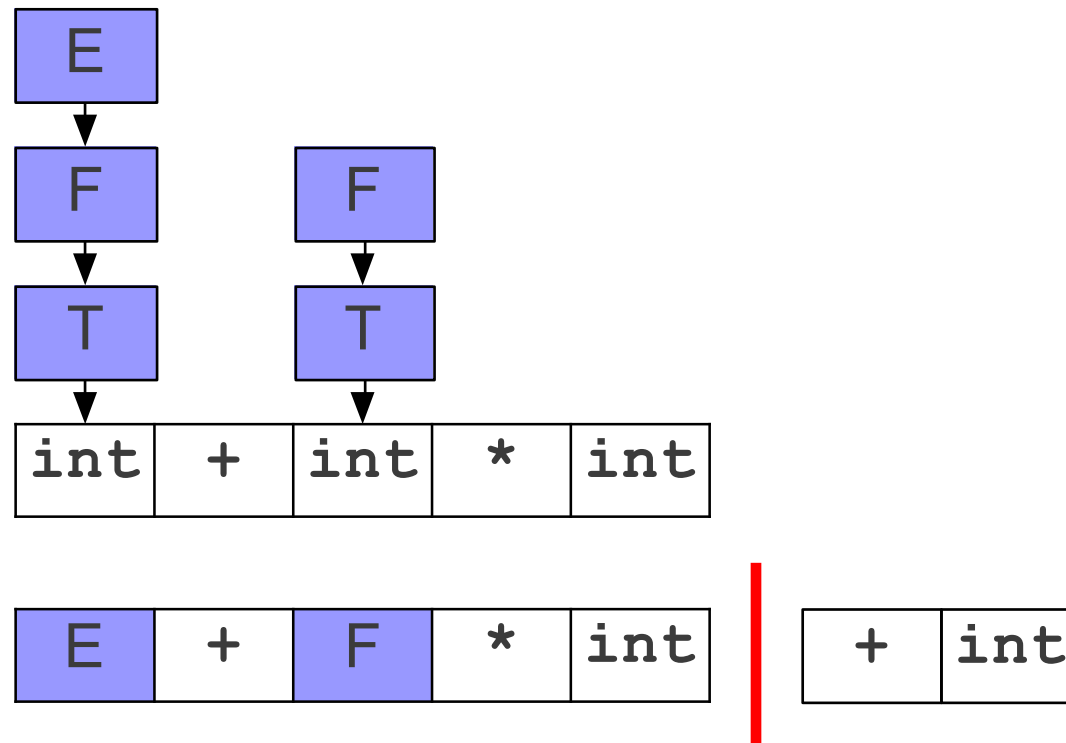 E
F F
T T
int + int * int
E + F * int + int